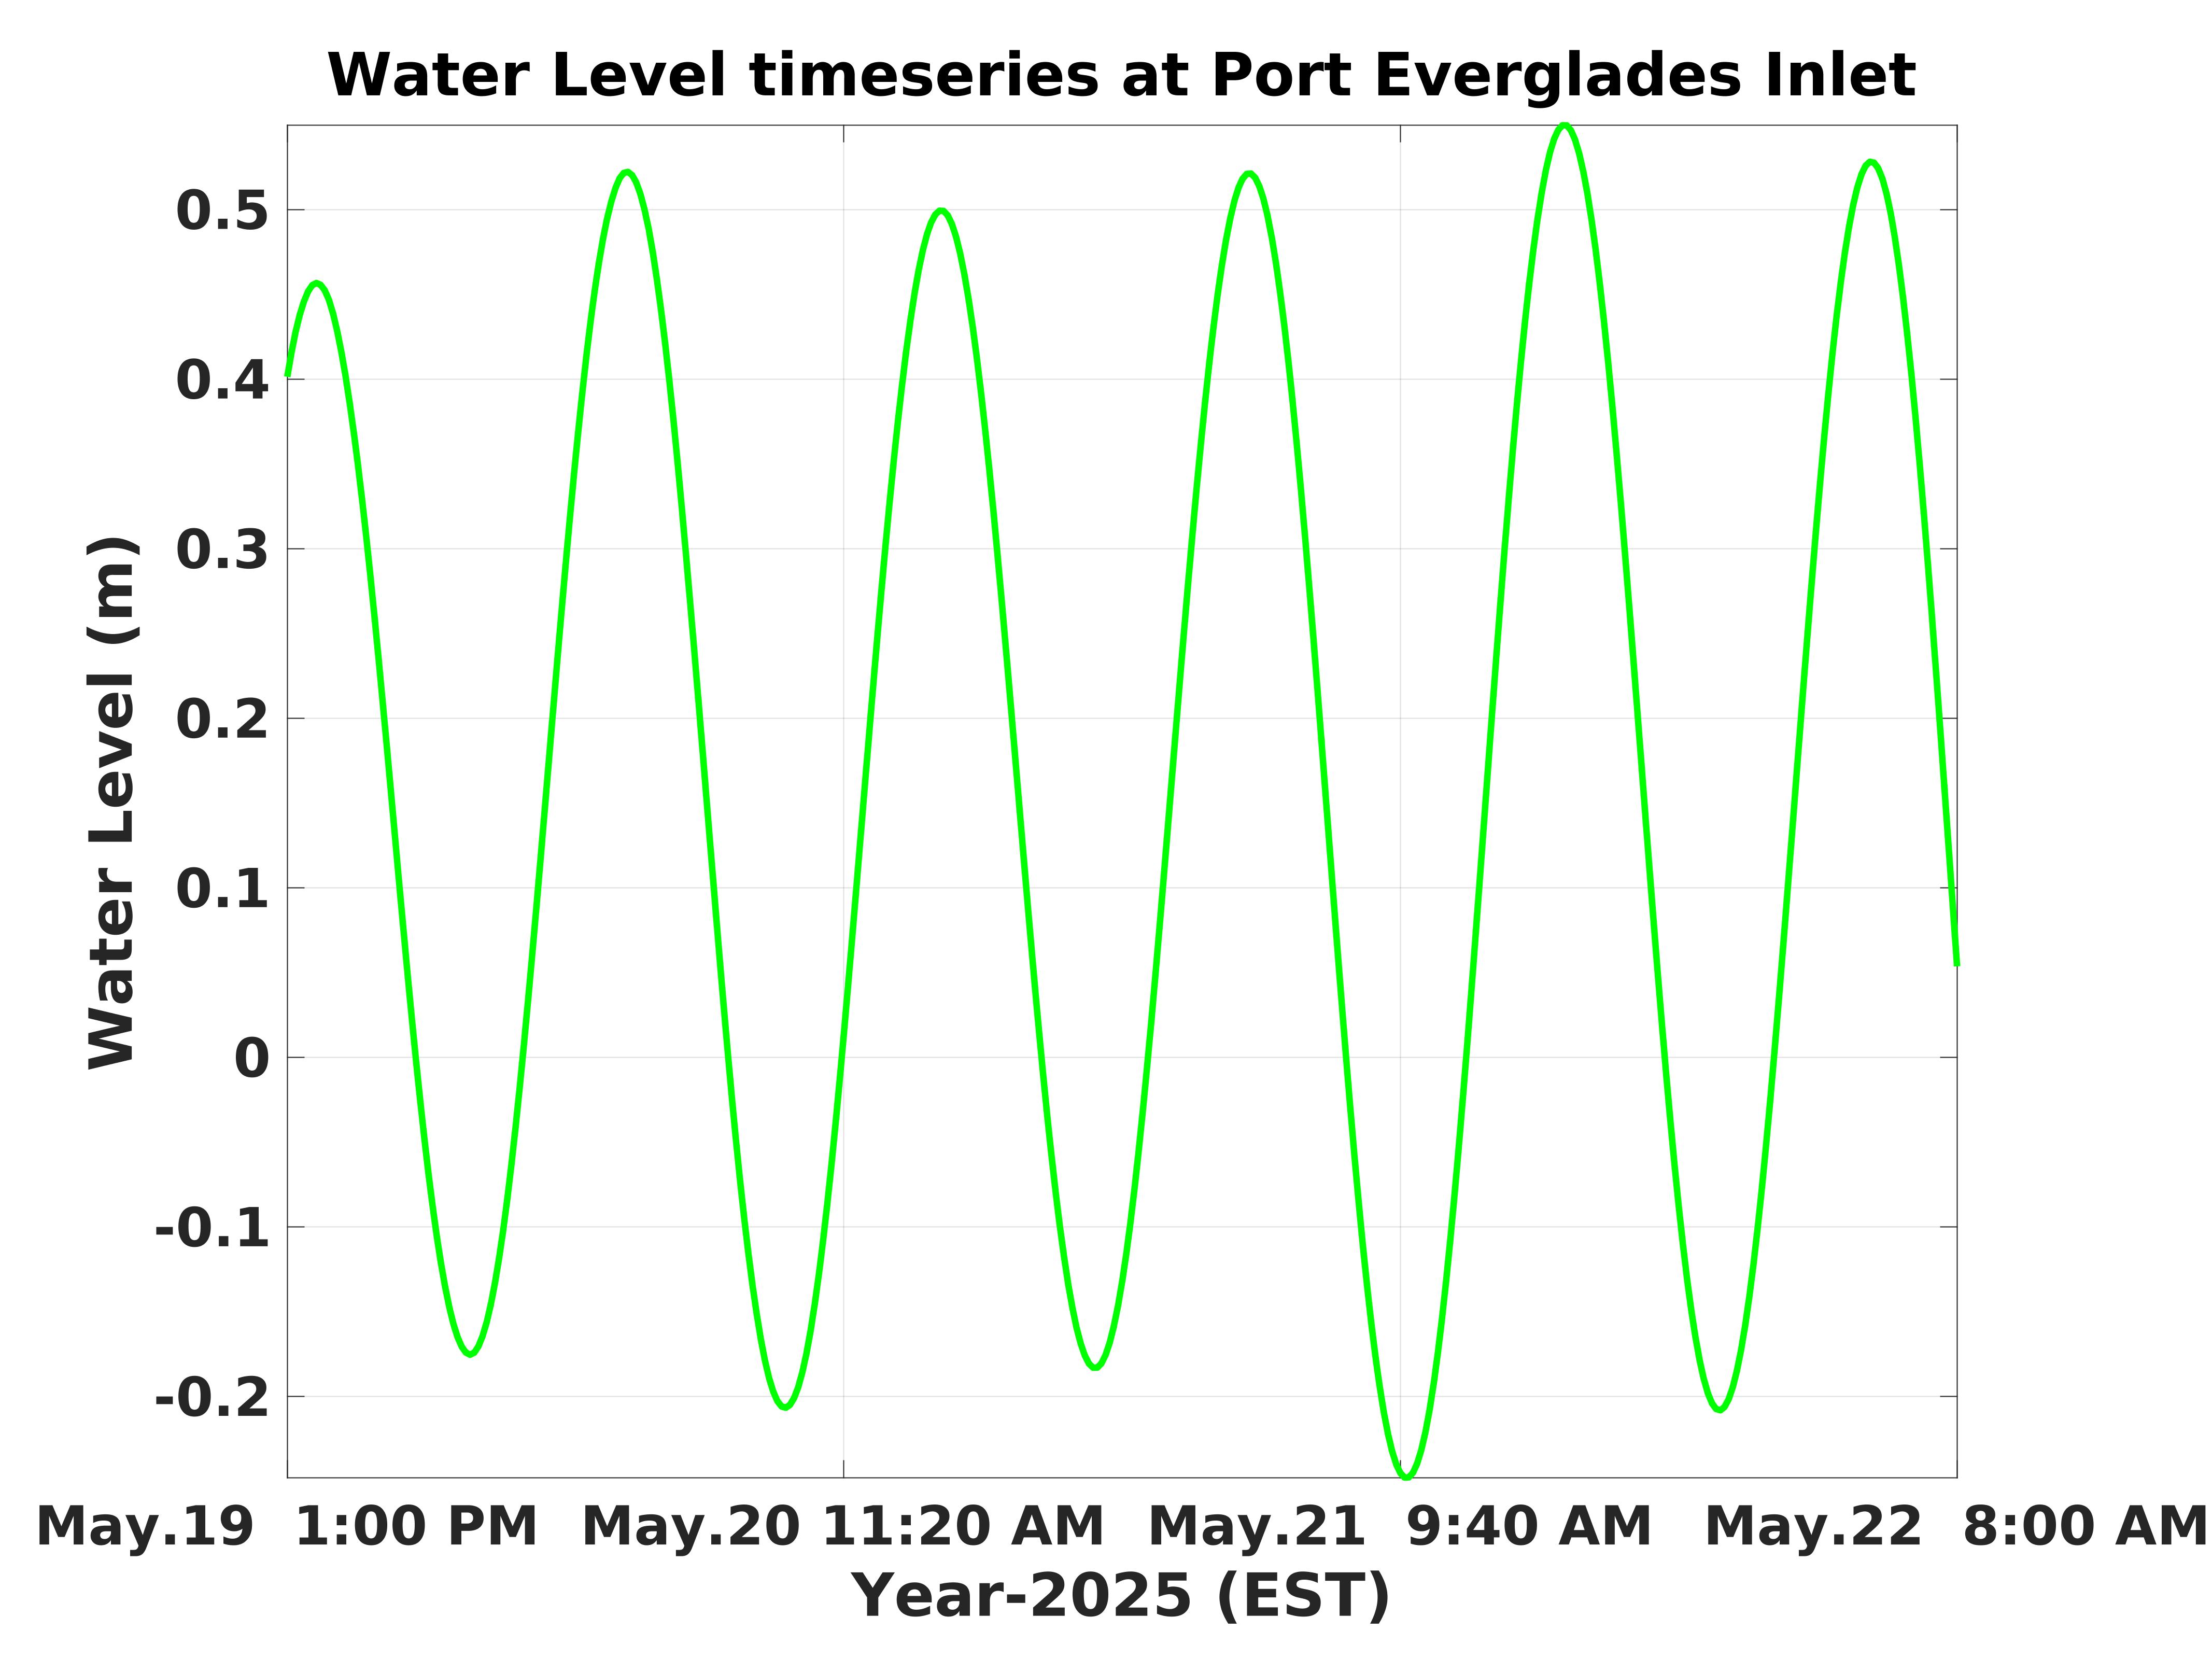 Water Level timeseries at Port Everglades Inlet
Water Level (m)
0.5
0.4
0.3
0.2
0.1
0
-0.1
-0.2
May.19 1:00 PM May.20 11:20 AM May.21 9:40 AM May.22 8:00 AM
Year-2025 (EST)